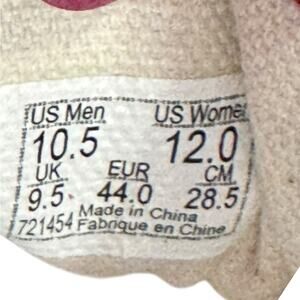 US Men US Women
10.5 12.0
UK EUR CM
9.5 44.0 28.5
Made in China
721454 Fabrique en Chine